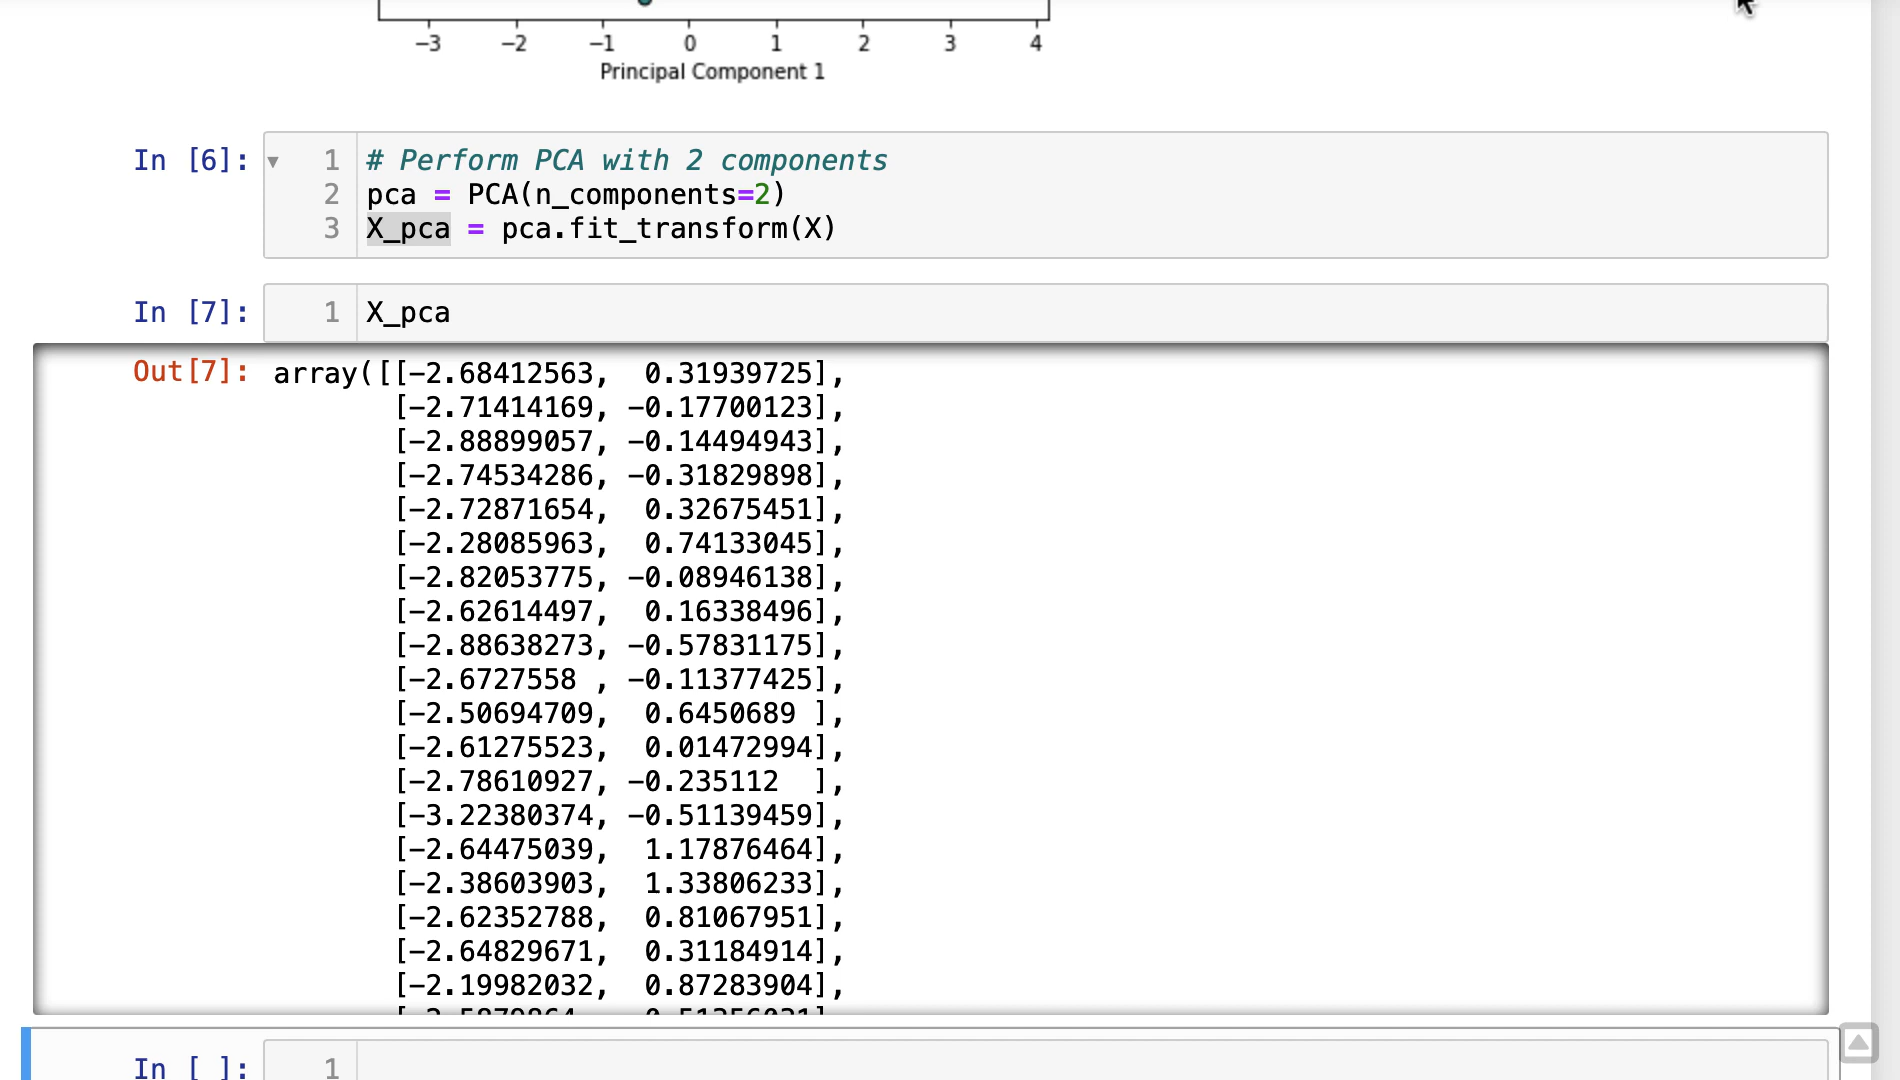 −3 −2 −1 0 1 2 3 4
Principal Component 1
In [6]: 1 # Perform PCA with 2 components
2 pca = PCA(n_components=2)
3 X_pca = pca.fit_transform(X)
In [7]: 1 X_pca
Out[7]: array([[-2.68412563,  0.31939725],
[-2.71414169, -0.17700123],
[-2.88899057, -0.14494943],
[-2.74534286, -0.31829898],
[-2.72871654,  0.32675451],
[-2.28085963,  0.74133045],
[-2.82053775, -0.08946138],
[-2.62614497,  0.16338496],
[-2.88638273, -0.57831175],
[-2.6727558 , -0.11377425],
[-2.50694709,  0.6450689 ],
[-2.61275523,  0.01472994],
[-2.78610927, -0.235112  ],
[-3.22380374, -0.51139459],
[-2.64475039,  1.17876464],
[-2.38603903,  1.33806233],
[-2.62352788,  0.81067951],
[-2.64829671,  0.31184914],
[-2.19982032,  0.87283904],
In [ ]: 1